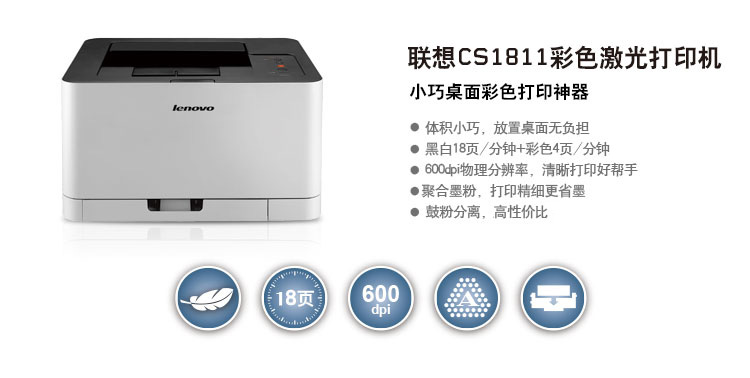 lenovo
联想CS1811彩色激光打印机
小巧桌面彩色打印神器
● 体积小巧，放置桌面无负担
● 黑白18页/分钟+彩色4页/分钟
● 600dpi物理分辨率，清晰打印好帮手
●聚合墨粉，打印精细更省墨
● 鼓粉分离，高性价比
18页
600
dpi
A